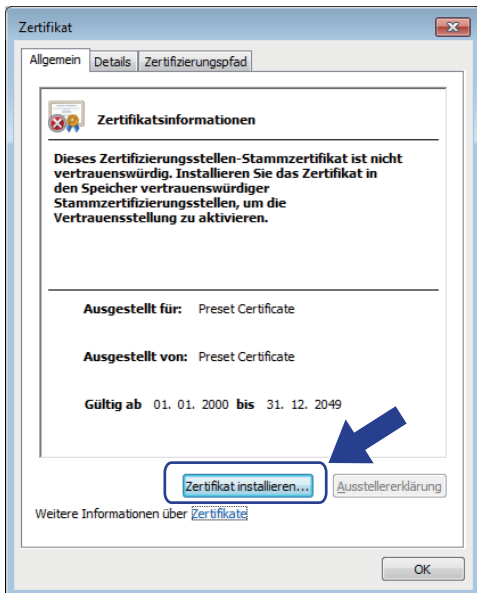 Zertifikat
Allgemein Details Zertifizierungspfad
Zertifikatsinformationen
Dieses Zertifizierungsstellen-Stammzertifikat ist nicht
vertrauenswürdig. Installieren Sie das Zertifikat in
den Speicher vertrauenswürdiger
Stammzertifizierungsstellen, um die
Vertrauensstellung zu aktivieren.
Ausgestellt für: Preset Certificate
Ausgestellt von: Preset Certificate
Gültig ab 01. 01. 2000 bis 31. 12. 2049
Zertifikat installieren... Ausstellererklärung
Weitere Informationen über Zertifikate
OK